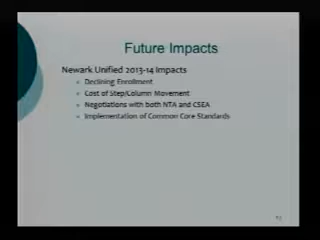 Future Impacts
Newark Unified 2013-14 Impacts
Declining Enrollment
Cost of Step/Column Movement
Negotiations with both NTA and CSEA
Implementation of Common Core Standards